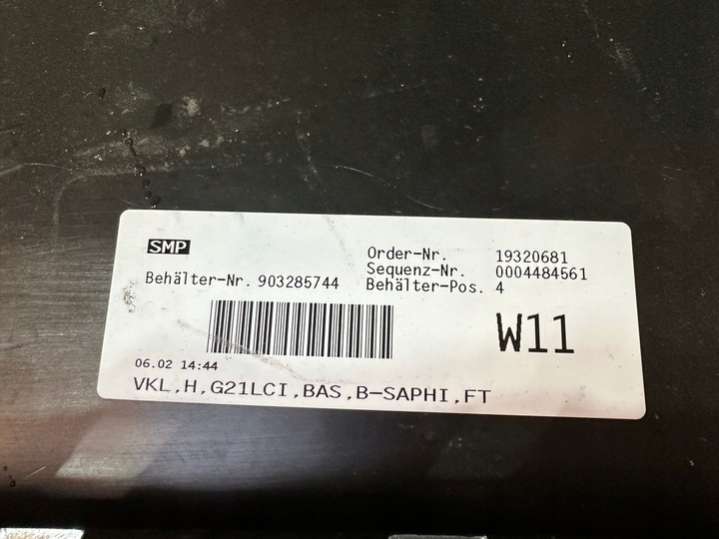 SMP
Order-Nr. 19320681
Sequenz-Nr. 0004484561
Behälter-Nr. 903285744 Behälter-Pos. 4
W11
06.02 14:44
VKL,H,G21LCI,BAS,B-SAPHI,FT